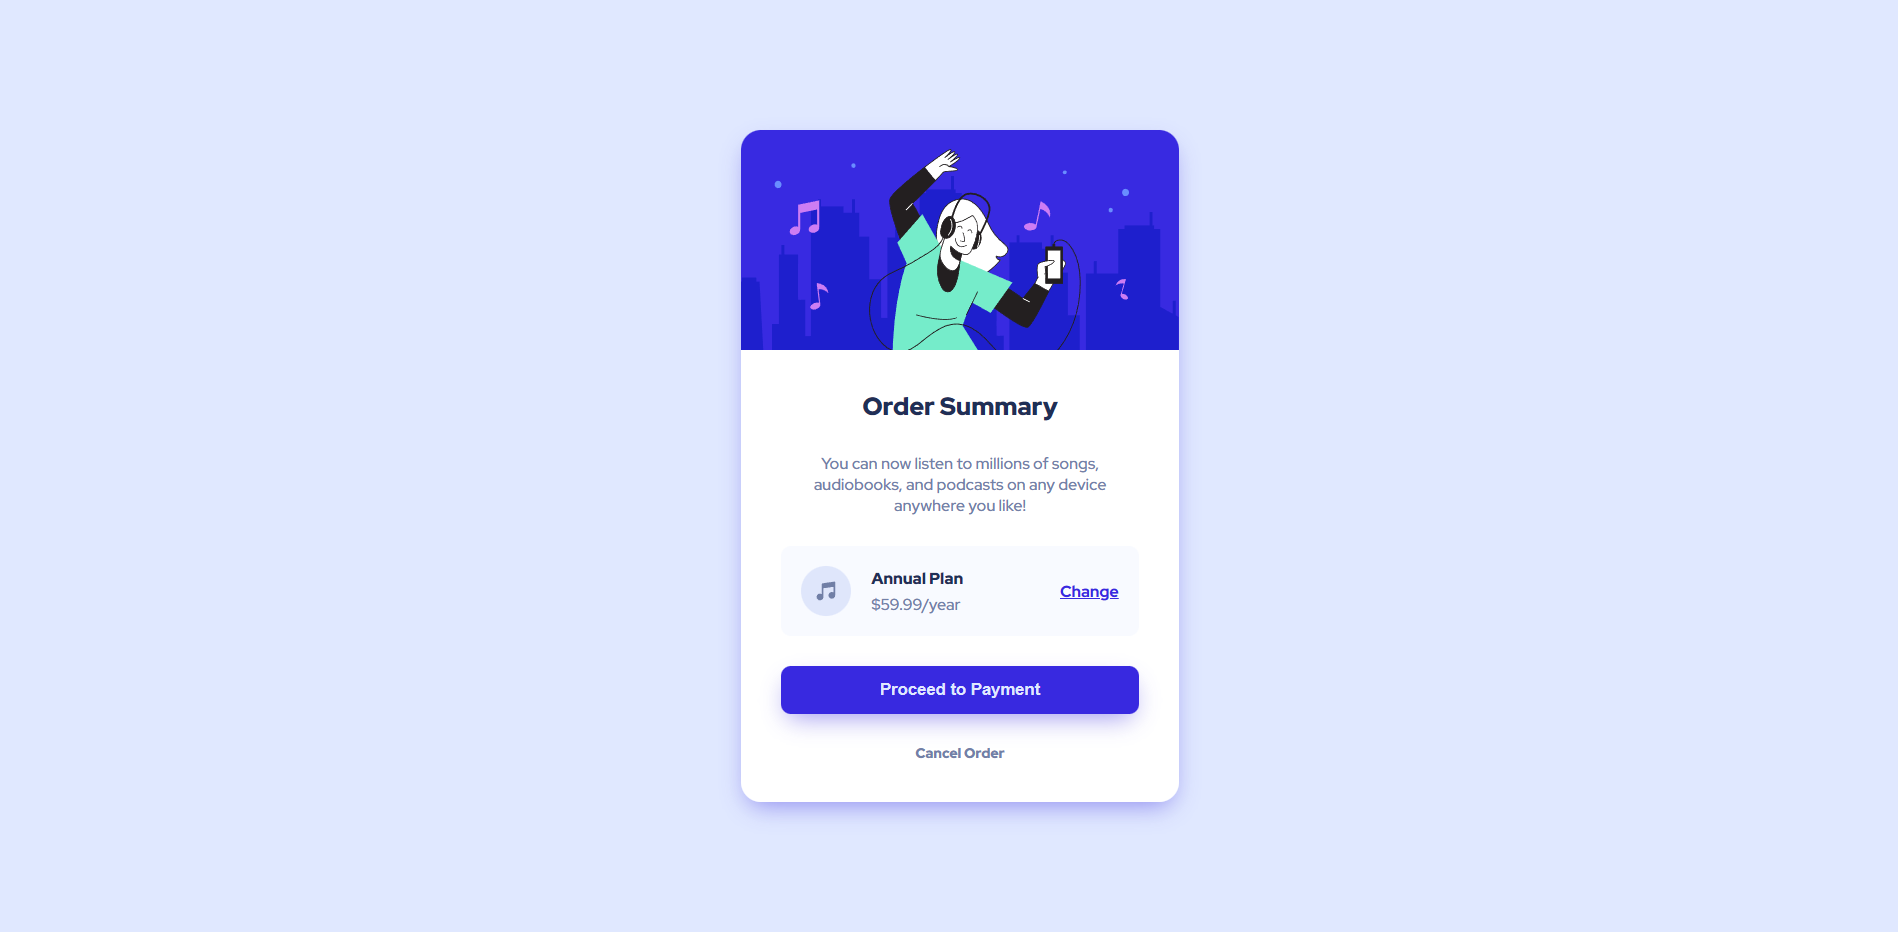 Order Summary
You can now listen to millions of songs,
audiobooks, and podcasts on any device
anywhere you like!
Annual Plan
$59.99/year
Change
Proceed to Payment
Cancel Order